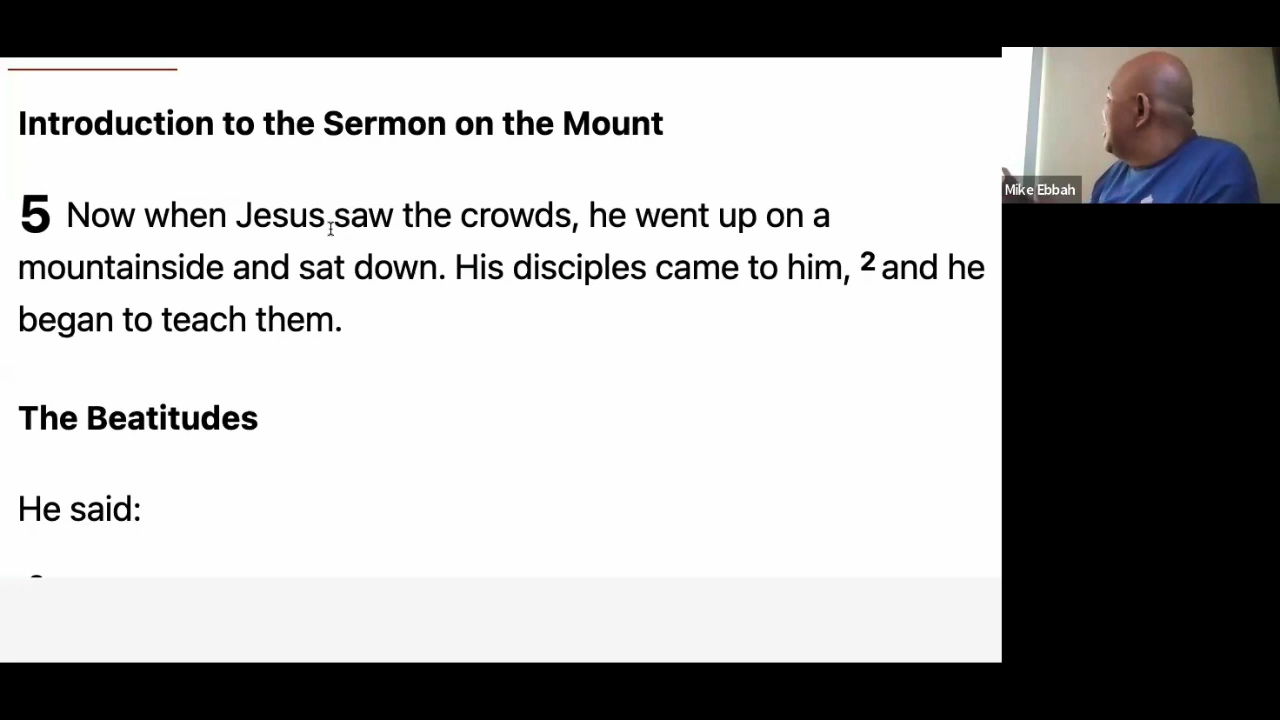 Introduction to the Sermon on the Mount
5 Now when Jesus saw the crowds, he went up on a
mountainside and sat down. His disciples came to him, 2 and he
began to teach them.
The Beatitudes
He said:
Mike Ebbah